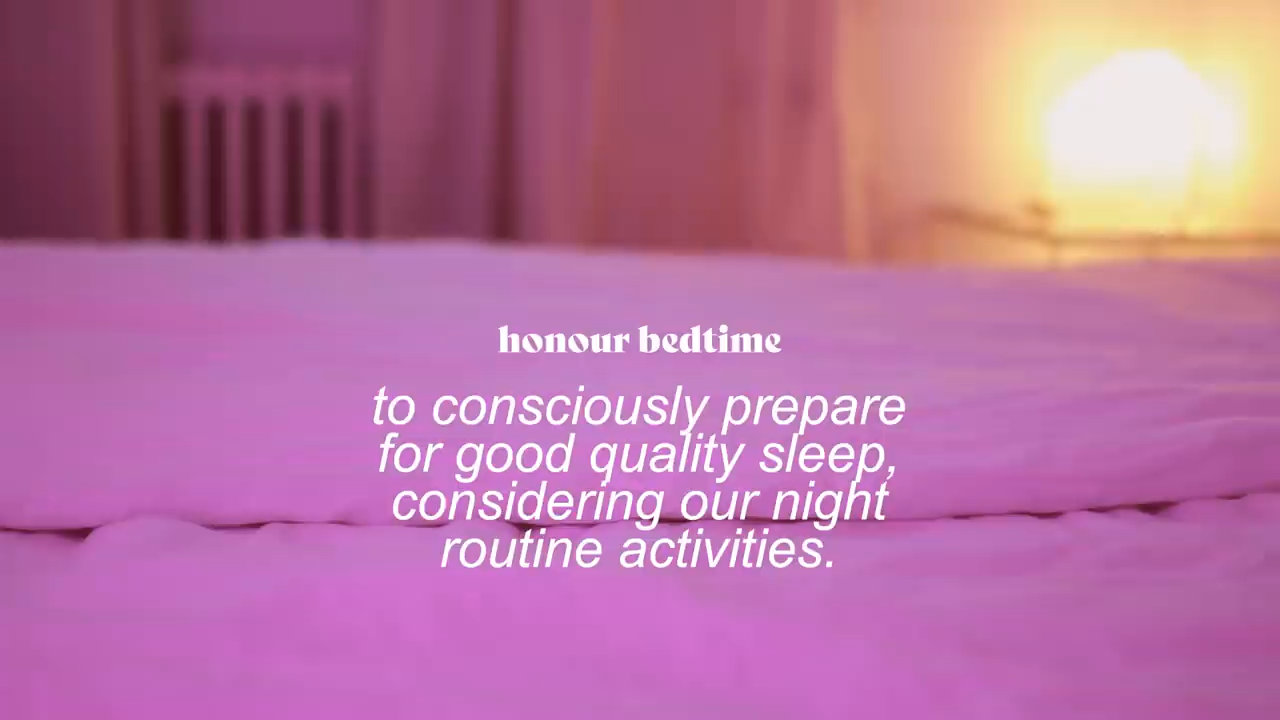 honour bedtime
to consciously prepare
for good quality sleep,
considering our night
routine activities.